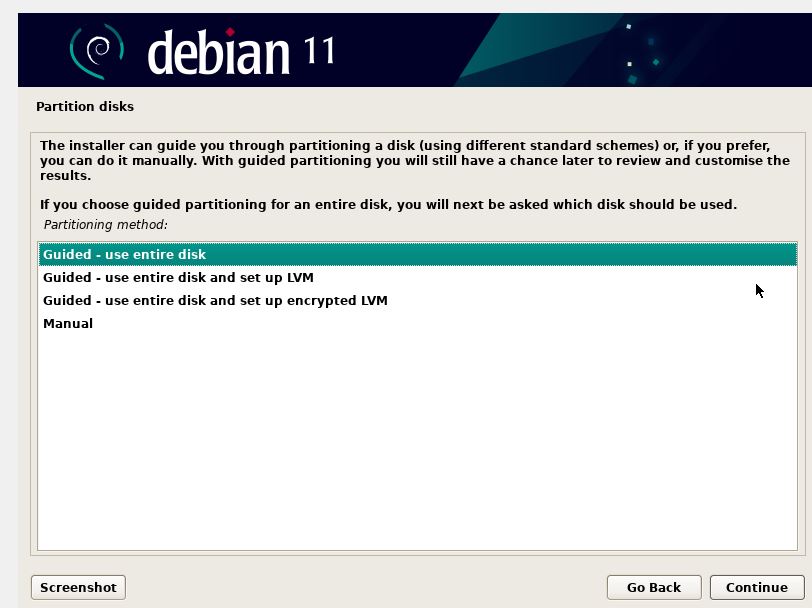 debian 11
Partition disks
The installer can guide you through partitioning a disk (using different standard schemes) or, if you prefer,
you can do it manually. With guided partitioning you will still have a chance later to review and customise the
results.
If you choose guided partitioning for an entire disk, you will next be asked which disk should be used.
Partitioning method:
Guided - use entire disk
Guided - use entire disk and set up LVM
Guided - use entire disk and set up encrypted LVM
Manual
Screenshot
Go Back
Continue